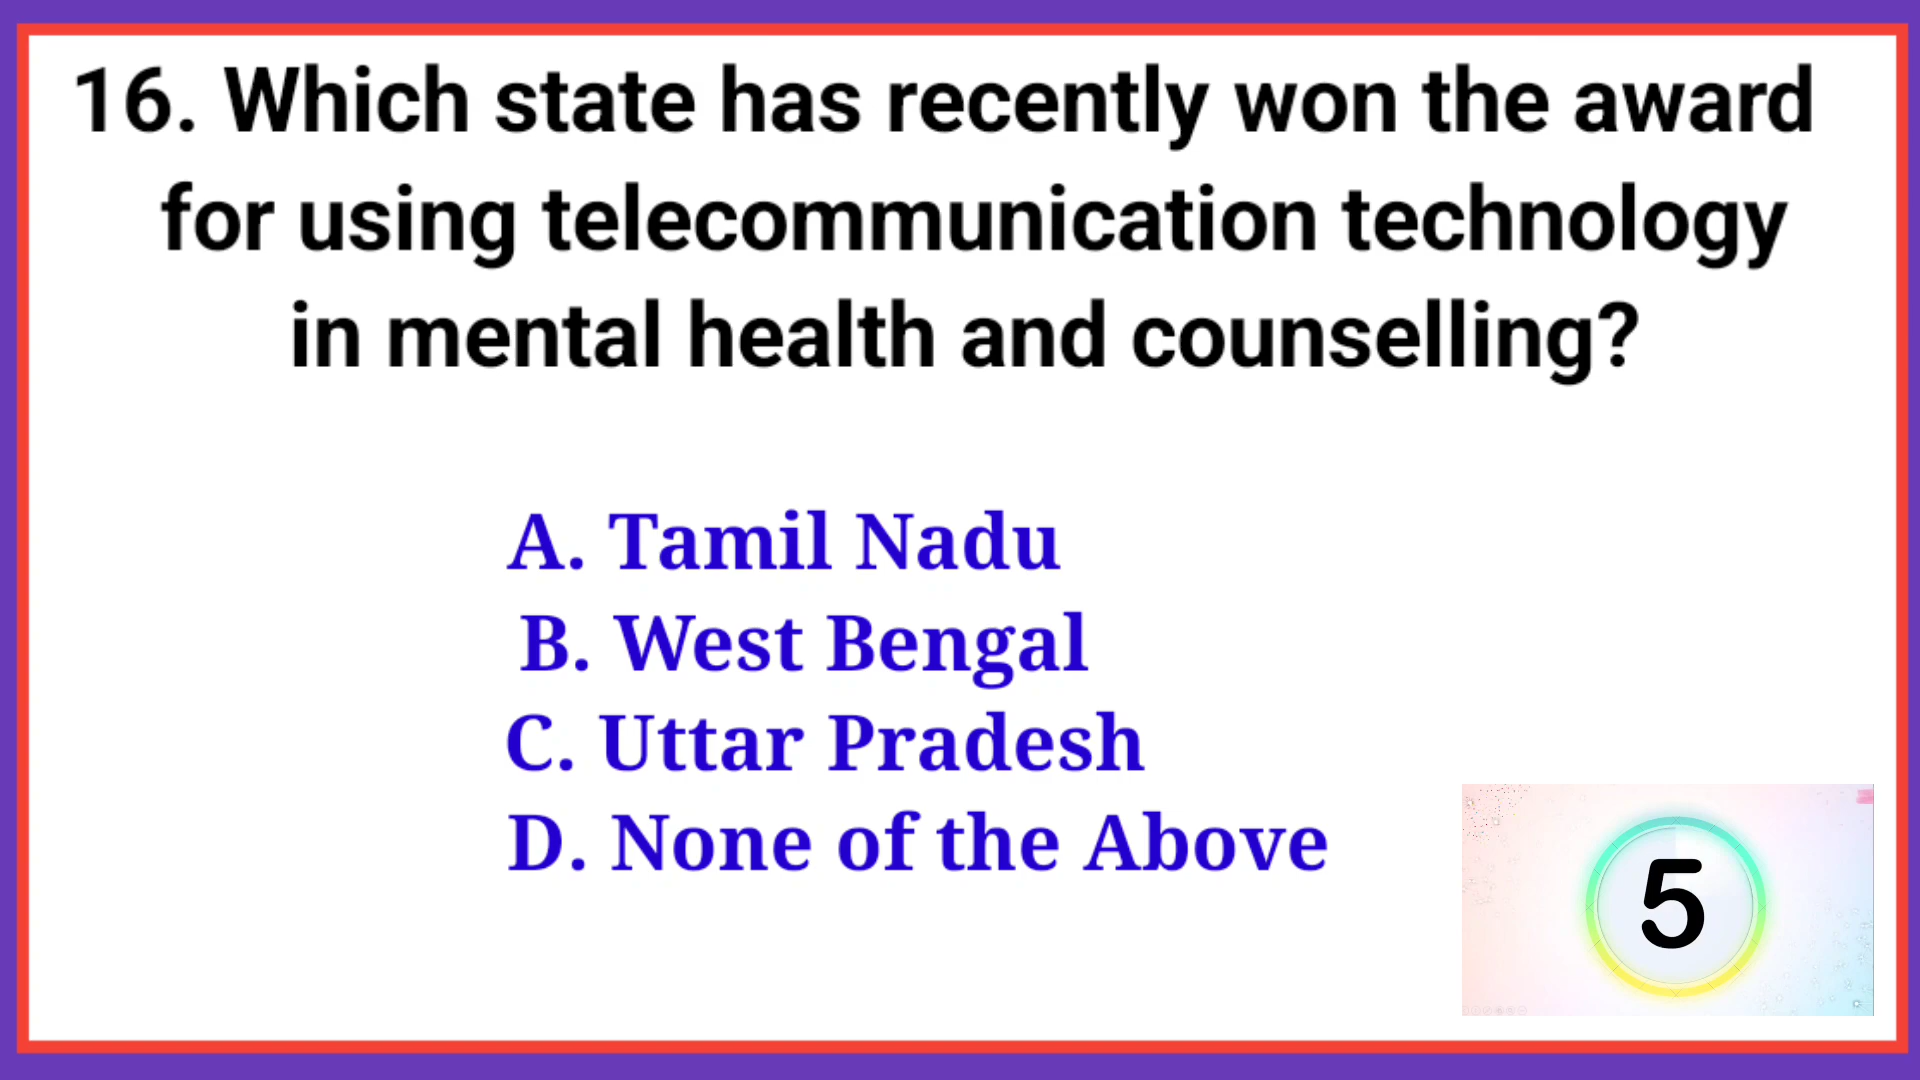 16. Which state has recently won the award
for using telecommunication technology
in mental health and counselling?
A. Tamil Nadu
B. West Bengal
C. Uttar Pradesh
D. None of the Above
5